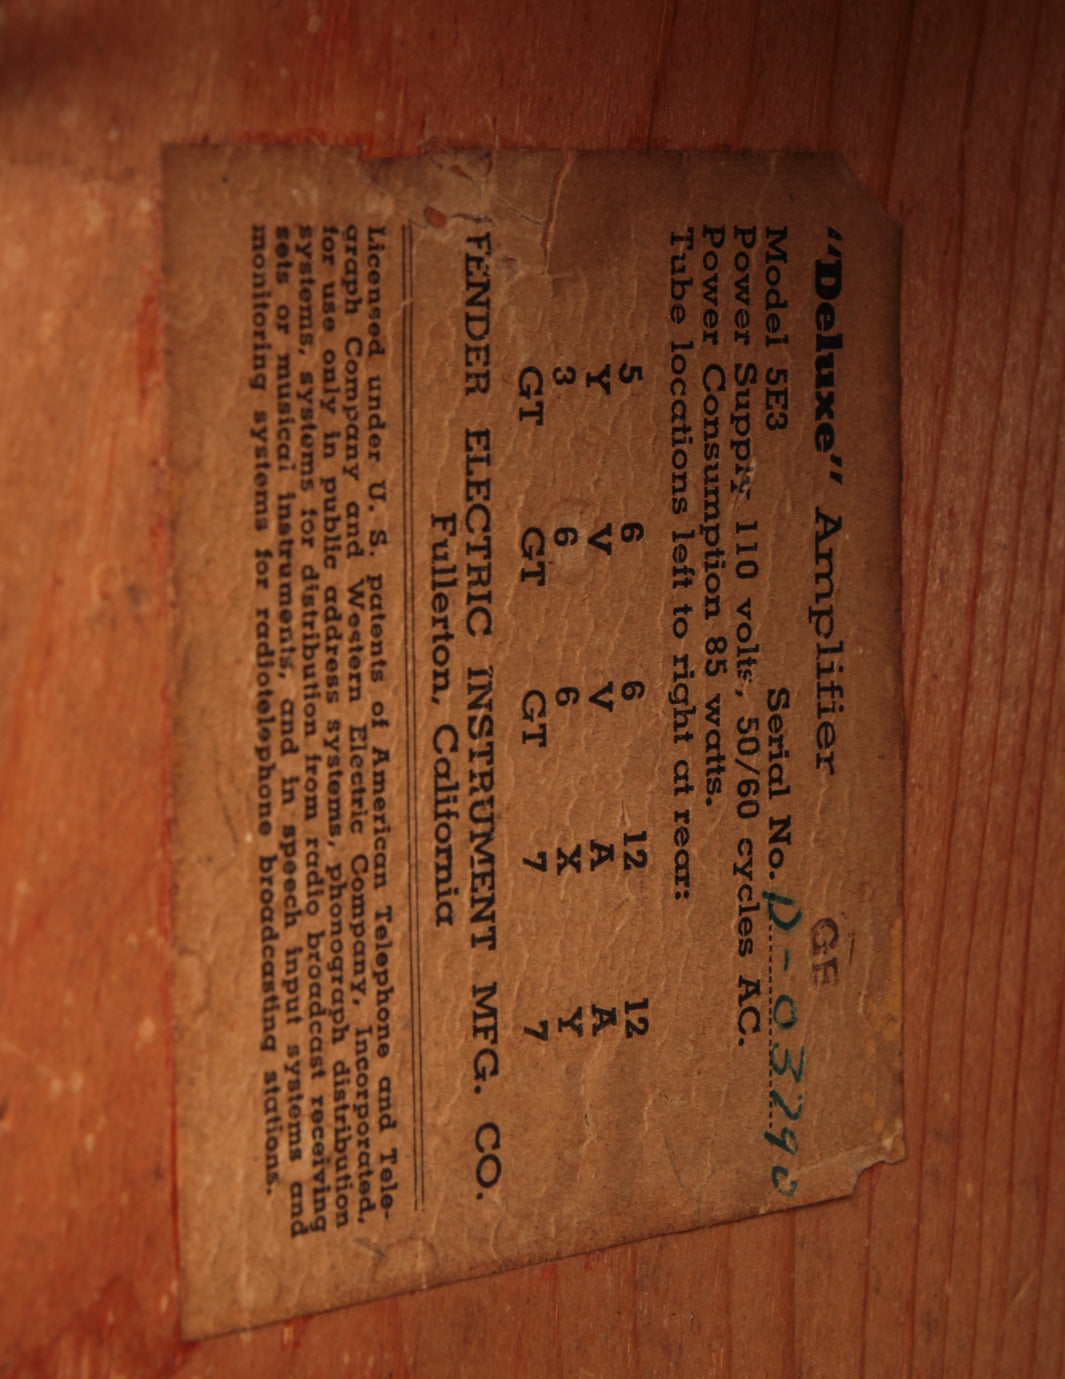 "Deluxe" Amplifier GE
Model 5E3 Serial No. D-03290
Power Supply 110 volts, 50/60 cycles AC.
Power Consumption 85 watts.
Tube locations left to right at rear:
5 6 6 12 12
Y V V A A
3 6 6 X Y
GT GT GT 7 7
FENDER ELECTRIC INSTRUMENT MFG. CO.
Fullerton, California
Licensed under U. S. patents of American Telephone and Tele-
graph Company and Western Electric Company, Incorporated,
for use only in public address systems, phonograph distribution
systems, systems for distribution from radio broadcast receiving
sets or musical instruments, and in speech input systems and
monitoring systems for radiotelephone broadcasting stations.